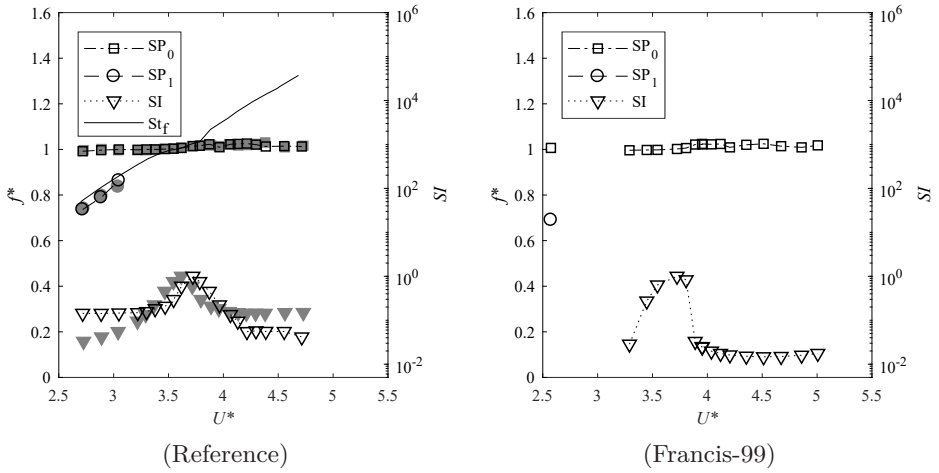 1.6
1.4
1.2
1
0.8
0.6
0.4
0.2
0
f*
SP0
SP1
SI
Stf
10^6
10^4
10^2
10^0
10^-2
SI
2.5 3 3.5 4 4.5 5 5.5
U*
(Reference)
1.6
1.4
1.2
1
0.8
0.6
0.4
0.2
0
f*
SP0
SP1
SI
10^6
10^4
10^2
10^0
10^-2
SI
2.5 3 3.5 4 4.5 5 5.5
U*
(Francis-99)